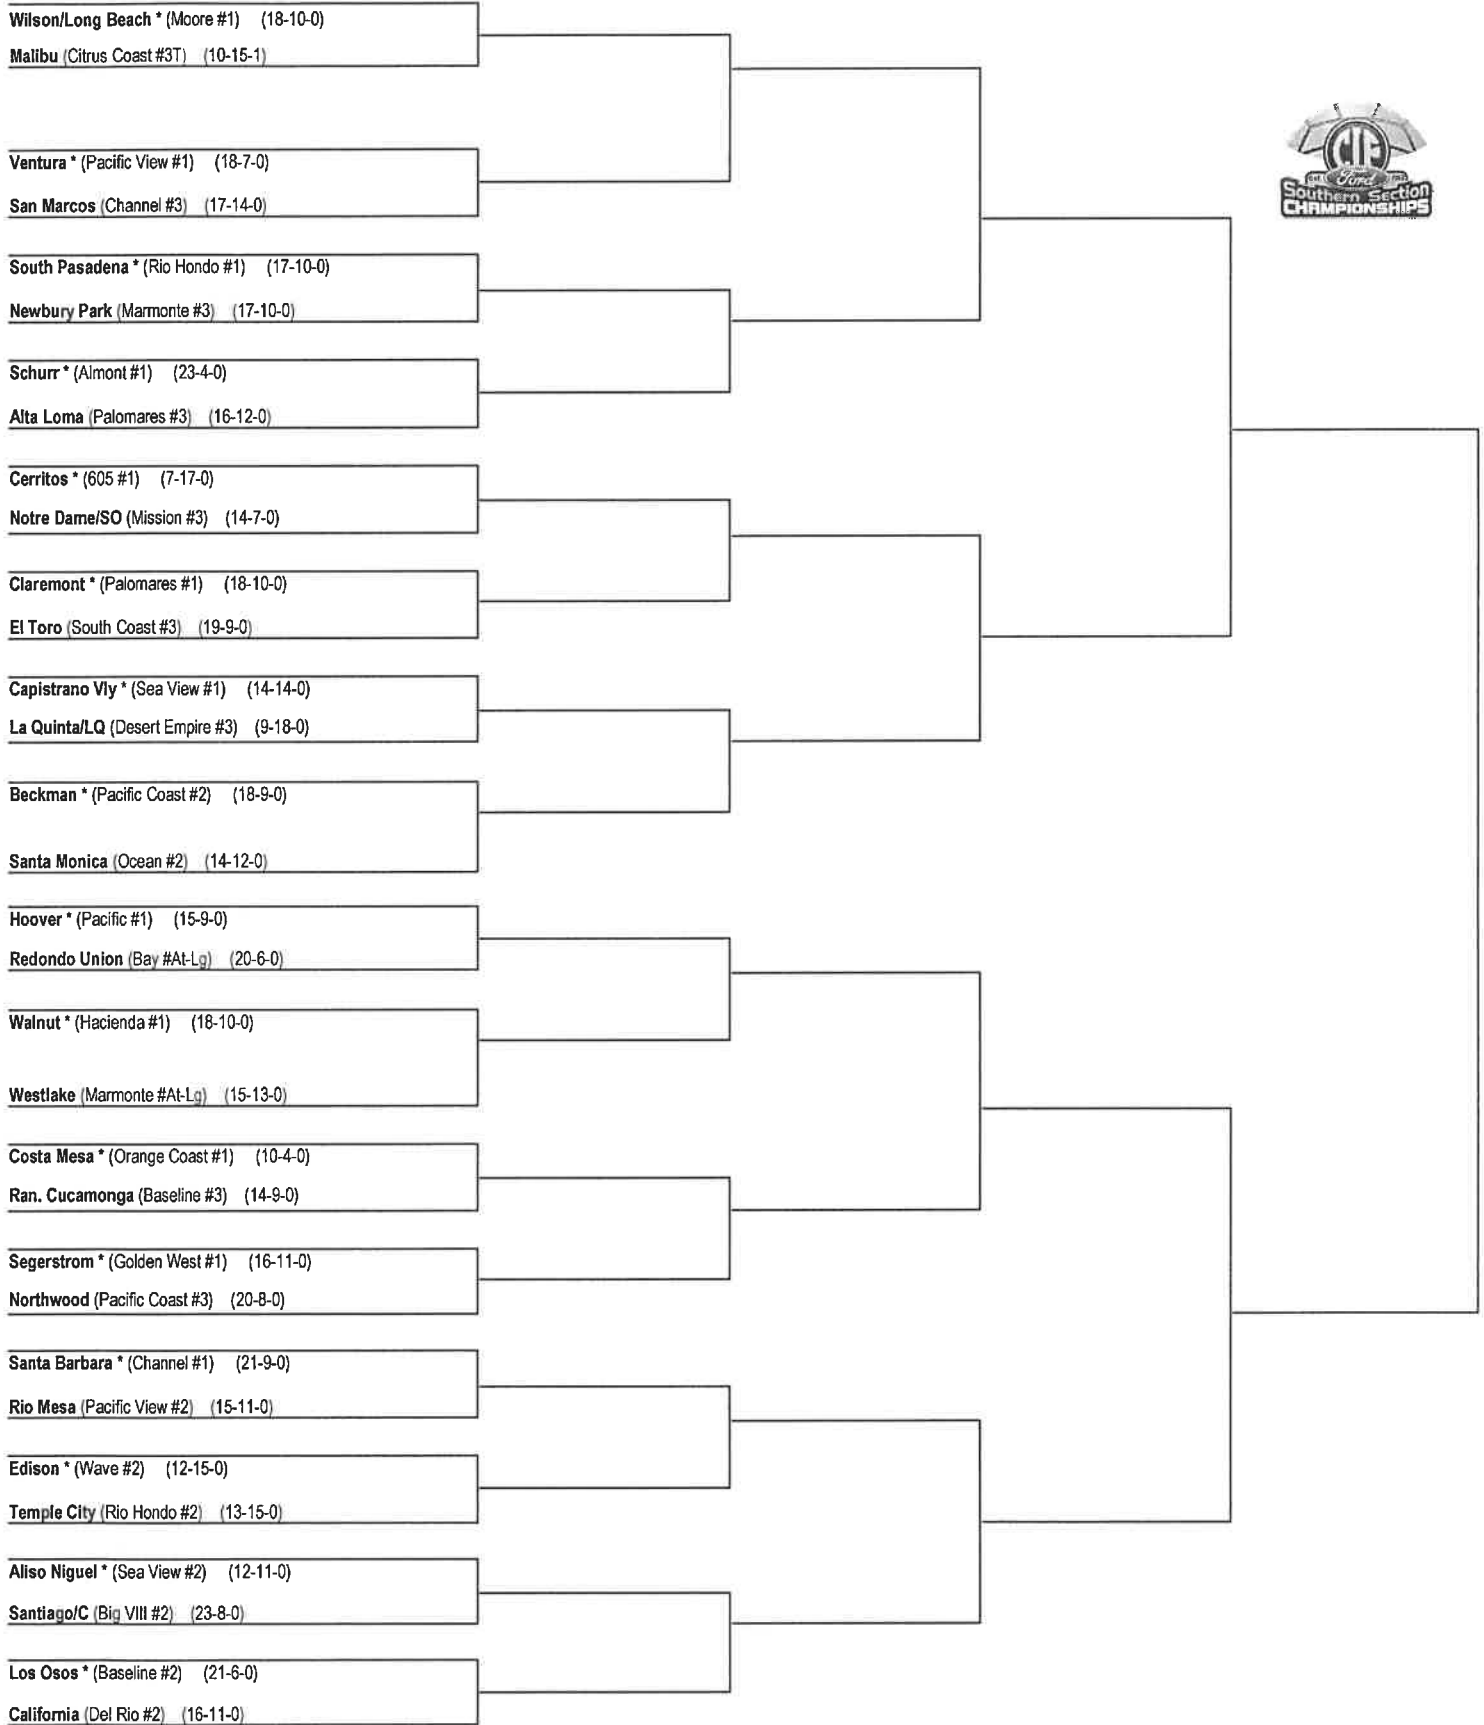 Wilson/Long Beach * (Moore #1) (18-10-0)
Malibu (Citrus Coast #3T) (10-15-1)
CIF
Ford
Southern Section
CHAMPIONSHIPS
Ventura * (Pacific View #1) (18-7-0)
San Marcos (Channel #3) (17-14-0)
South Pasadena * (Rio Hondo #1) (17-10-0)
Newbury Park (Marmonte #3) (17-10-0)
Schurr * (Almont #1) (23-4-0)
Alta Loma (Palomares #3) (16-12-0)
Cerritos * (605 #1) (7-17-0)
Notre Dame/SO (Mission #3) (14-7-0)
Claremont * (Palomares #1) (18-10-0)
El Toro (South Coast #3) (19-9-0)
Capistrano Vly * (Sea View #1) (14-14-0)
La Quinta/LQ (Desert Empire #3) (9-18-0)
Beckman * (Pacific Coast #2) (18-9-0)
Santa Monica (Ocean #2) (14-12-0)
Hoover * (Pacific #1) (15-9-0)
Redondo Union (Bay #At-Lg) (20-6-0)
Walnut * (Hacienda #1) (18-10-0)
Westlake (Marmonte #At-Lg) (15-13-0)
Costa Mesa * (Orange Coast #1) (10-4-0)
Ran. Cucamonga (Baseline #3) (14-9-0)
Segerstrom * (Golden West #1) (16-11-0)
Northwood (Pacific Coast #3) (20-8-0)
Santa Barbara * (Channel #1) (21-9-0)
Rio Mesa (Pacific View #2) (15-11-0)
Edison * (Wave #2) (12-15-0)
Temple City (Rio Hondo #2) (13-15-0)
Aliso Niguel * (Sea View #2) (12-11-0)
Santiago/C (Big VIII #2) (23-8-0)
Los Osos * (Baseline #2) (21-6-0)
California (Del Rio #2) (16-11-0)